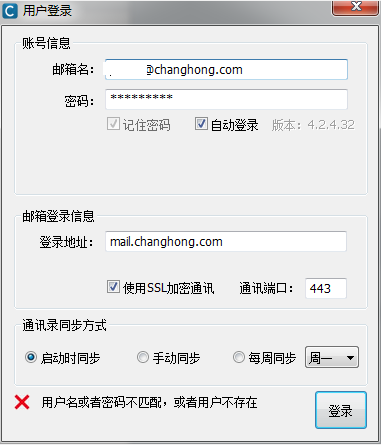 用户登录
账号信息
邮箱名： @changhong.com
密码： *********
记住密码 自动登录 版本：4.2.4.32
邮箱登录信息
登录地址： mail.changhong.com
使用SSL加密通讯 通讯端口： 443
通讯录同步方式
启动时同步 手动同步 每周同步 周一
用户名或者密码不匹配，或者用户不存在
登录